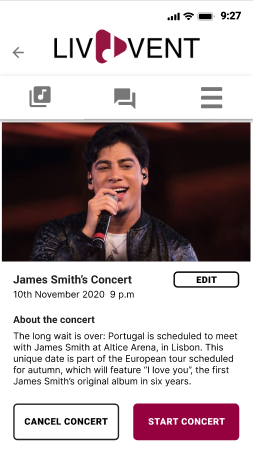 9:27
LIVEVENT
James Smith's Concert
EDIT
10th November 2020 9 p.m
About the concert
The long wait is over: Portugal is scheduled to meet
with James Smith at Altice Arena, in Lisbon. This
unique date is part of the European tour scheduled
for autumn, which will feature "I love you", the first
James Smith's original album in six years.
CANCEL CONCERT
START CONCERT